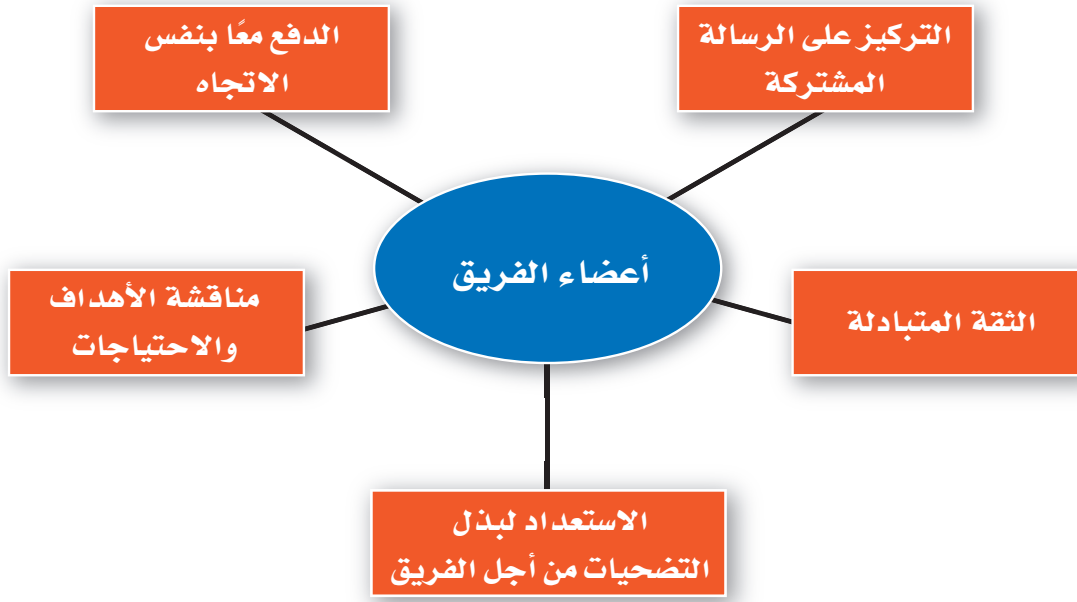 التركيز على الرسالة
المشتركة
الدفع معًا بنفس
الاتجاه
أعضاء الفريق
الثقة المتبادلة
مناقشة الأهداف
والاحتياجات
الاستعداد لبذل
التضحيات من أجل الفريق